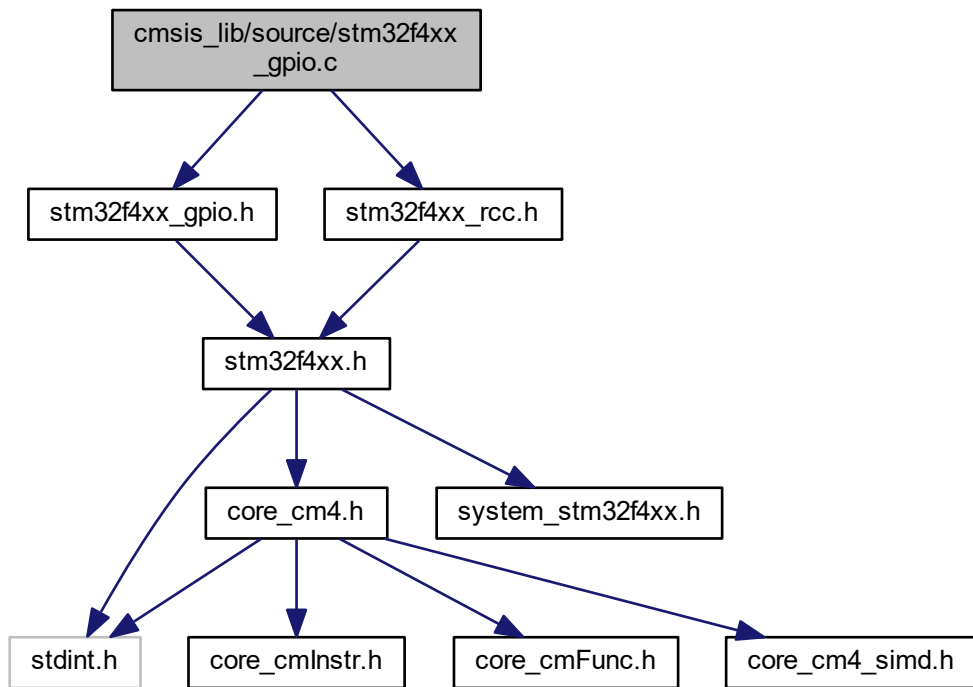 cmsis_lib/source/stm32f4xx
_gpio.c
stm32f4xx_gpio.h
stm32f4xx_rcc.h
stm32f4xx.h
core_cm4.h
system_stm32f4xx.h
stdint.h
core_cmInstr.h
core_cmFunc.h
core_cm4_simd.h